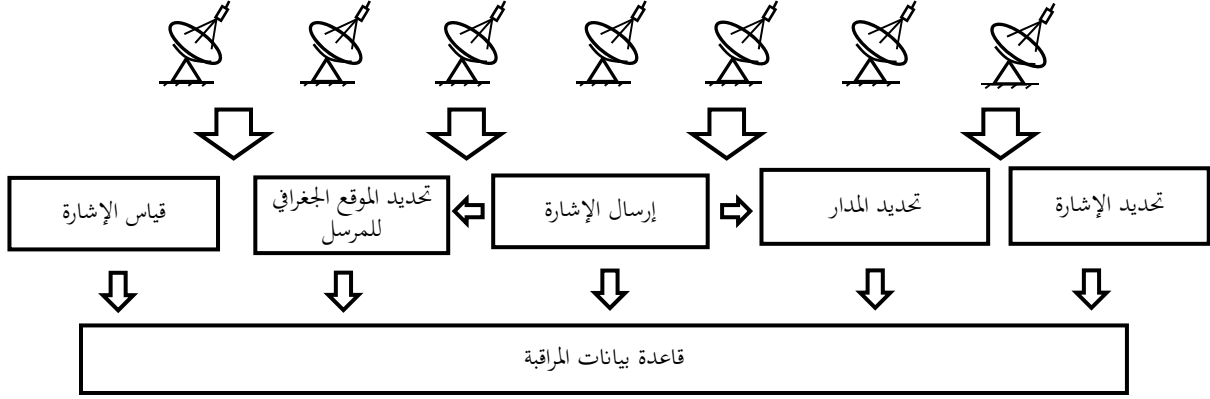 تحديد الإشارة
تحديد المدار
إرسال الإشارة
تحديد الموقع الجغرافي
للمرسل
قياس الإشارة
قاعدة بيانات المراقبة